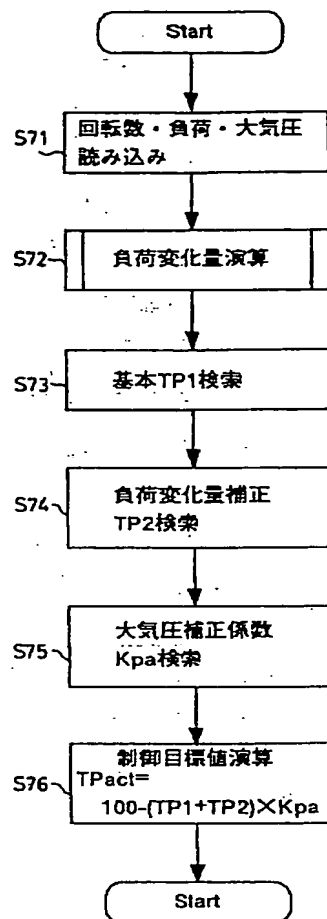 Start
S71
回転数・負荷・大気圧
読み込み
S72
負荷変化量演算
S73
基本TP1検索
S74
負荷変化量補正
TP2検索
S75
大気圧補正係数
Kpa検索
S76
制御目標値演算
TPact=
100-(TP1+TP2)×Kpa
Start